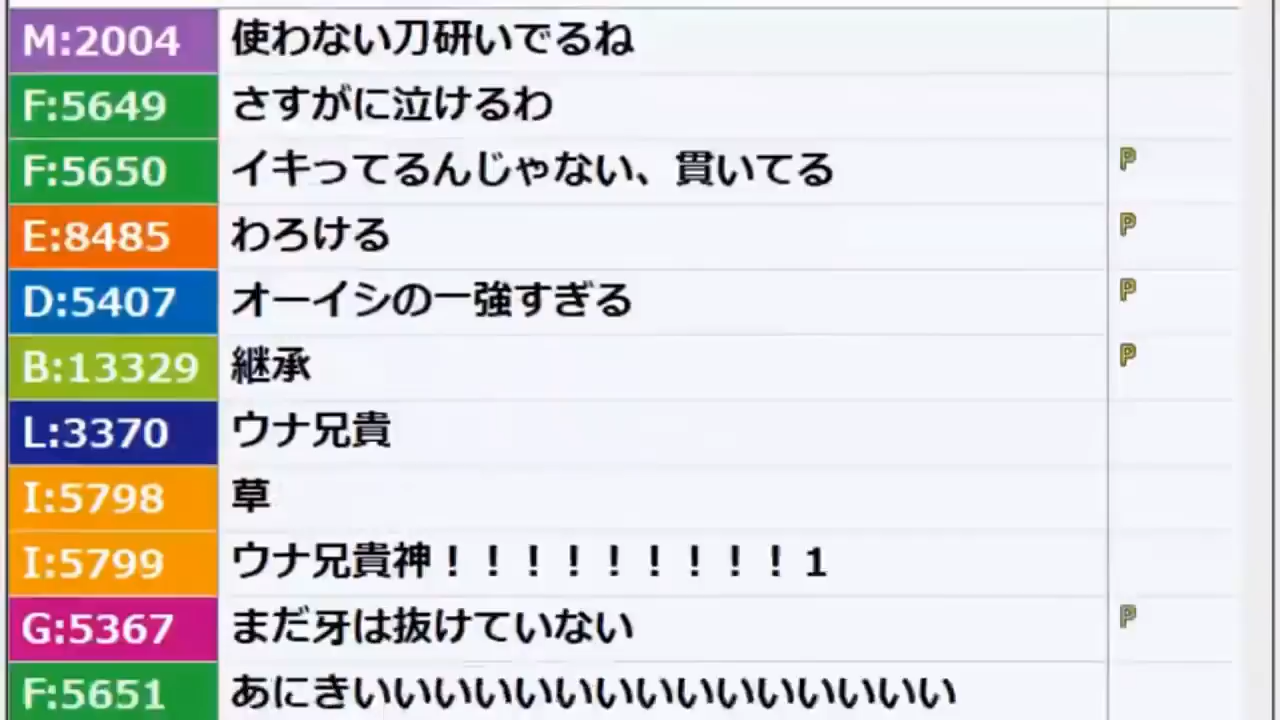 M:2004 使わない刀研いでるね
F:5649 さすがに泣けるわ
F:5650 イキってるんじゃない、貫いてる P
E:8485 わろける P
D:5407 オーイシの一強すぎる P
B:13329 継承 P
L:3370 ウナ兄貴
I:5798 草
I:5799 ウナ兄貴神！！！！！！！！！1
G:5367 まだ牙は抜けていない P
F:5651 あにきいいいいいいいいいいいいいいい